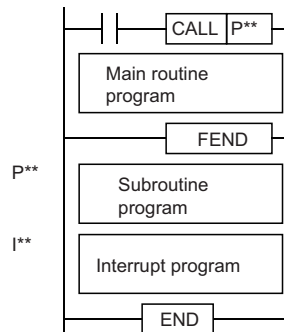 CALL P**
Main routine
program
FEND
P**
Subroutine
program
I**
Interrupt program
END